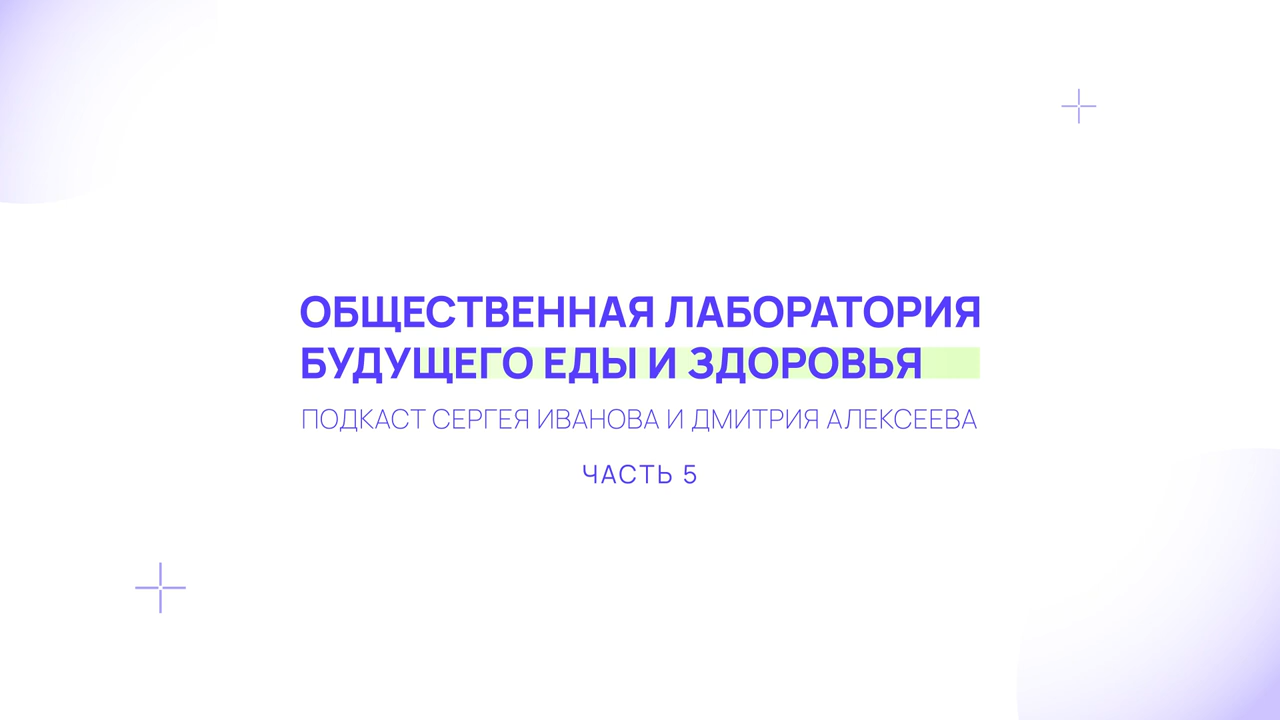 ОБЩЕСТВЕННАЯ ЛАБОРАТОРИЯ
БУДУЩЕГО ЕДЫ И ЗДОРОВЬЯ
ПОДКАСТ СЕРГЕЯ ИВАНОВА И ДМИТРИЯ АЛЕКСЕЕВА
ЧАСТЬ 5